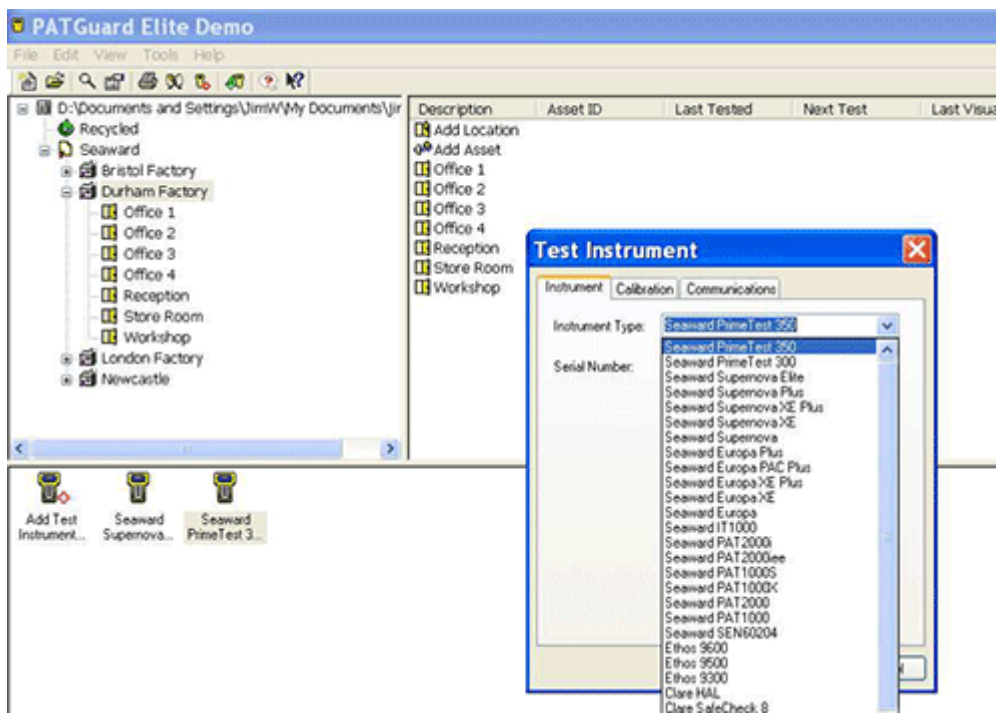 PATGuard Elite Demo
File Edit View Tools Help
D:\Documents and Settings\JimW\My Documents\Jir
Recycled
Seaward
Bristol Factory
Durham Factory
Office 1
Office 2
Office 3
Office 4
Reception
Store Room
Workshop
London Factory
Newcastle
Description Asset ID Last Tested Next Test Last Visua
Add Location
Add Asset
Office 1
Office 2
Office 3
Office 4
Reception
Store Room
Workshop
Test Instrument
Instrument Calibration Communications
Instrument Type: Seaward PrimeTest 350
Serial Number:
Seaward PrimeTest 350
Seaward PrimeTest 300
Seaward Supernova Elite
Seaward Supernova Plus
Seaward Supernova XE Plus
Seaward Supernova XE
Seaward Supernova
Seaward Europa Plus
Seaward Europa PAC Plus
Seaward Europa XE Plus
Seaward Europa XE
Seaward Europa
Seaward IT1000
Seaward PAT2000i
Seaward PAT2000iee
Seaward PAT1000S
Seaward PAT1000X
Seaward PAT2000
Seaward PAT1000
Seaward SEN60204
Ethos 9600
Ethos 9500
Ethos 9300
Clare HAL
Clare SafeCheck 8
Add Test
Instrument...
Seaward
Supernova...
Seaward
PrimeTest 3...